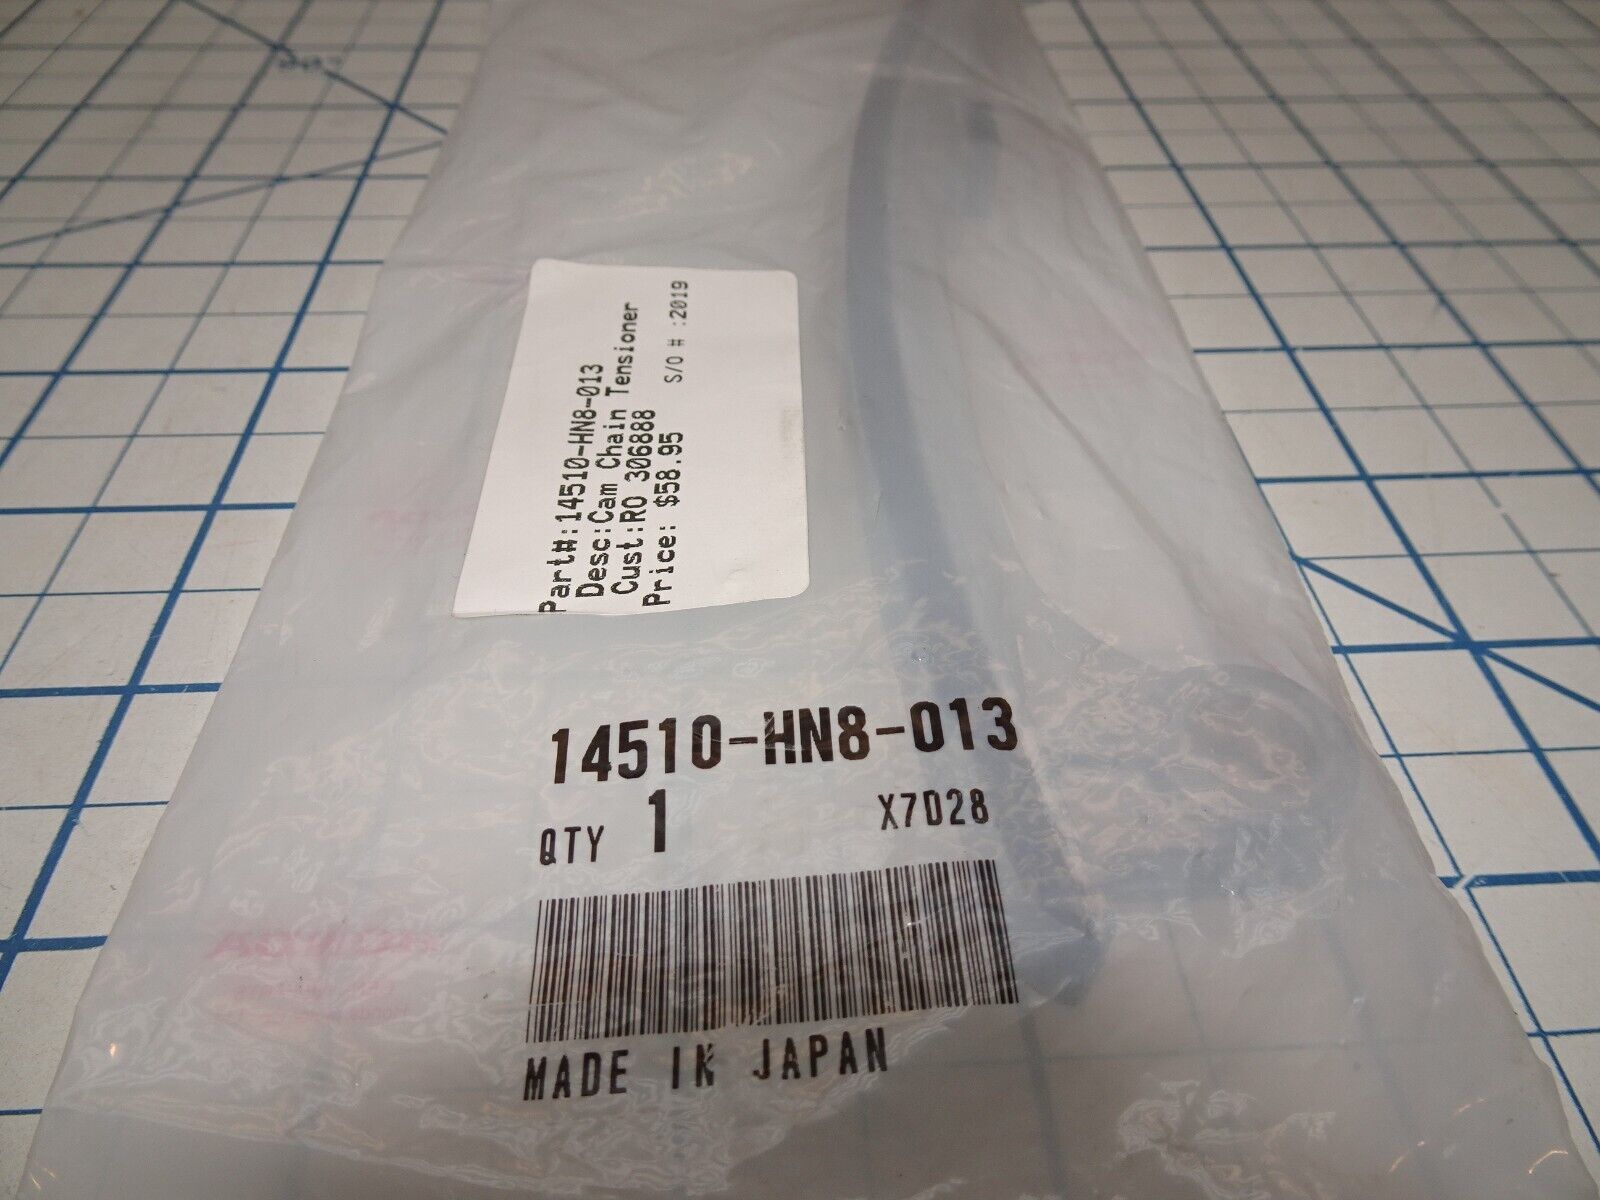 Part#:14510-HN8-013
Desc:Cam Chain Tensioner
Cust:RO 306888
Price: $58.95 S/O # :2019
14510-HN8-013
QTY 1 X7D28
MADE IN JAPAN
HONDA